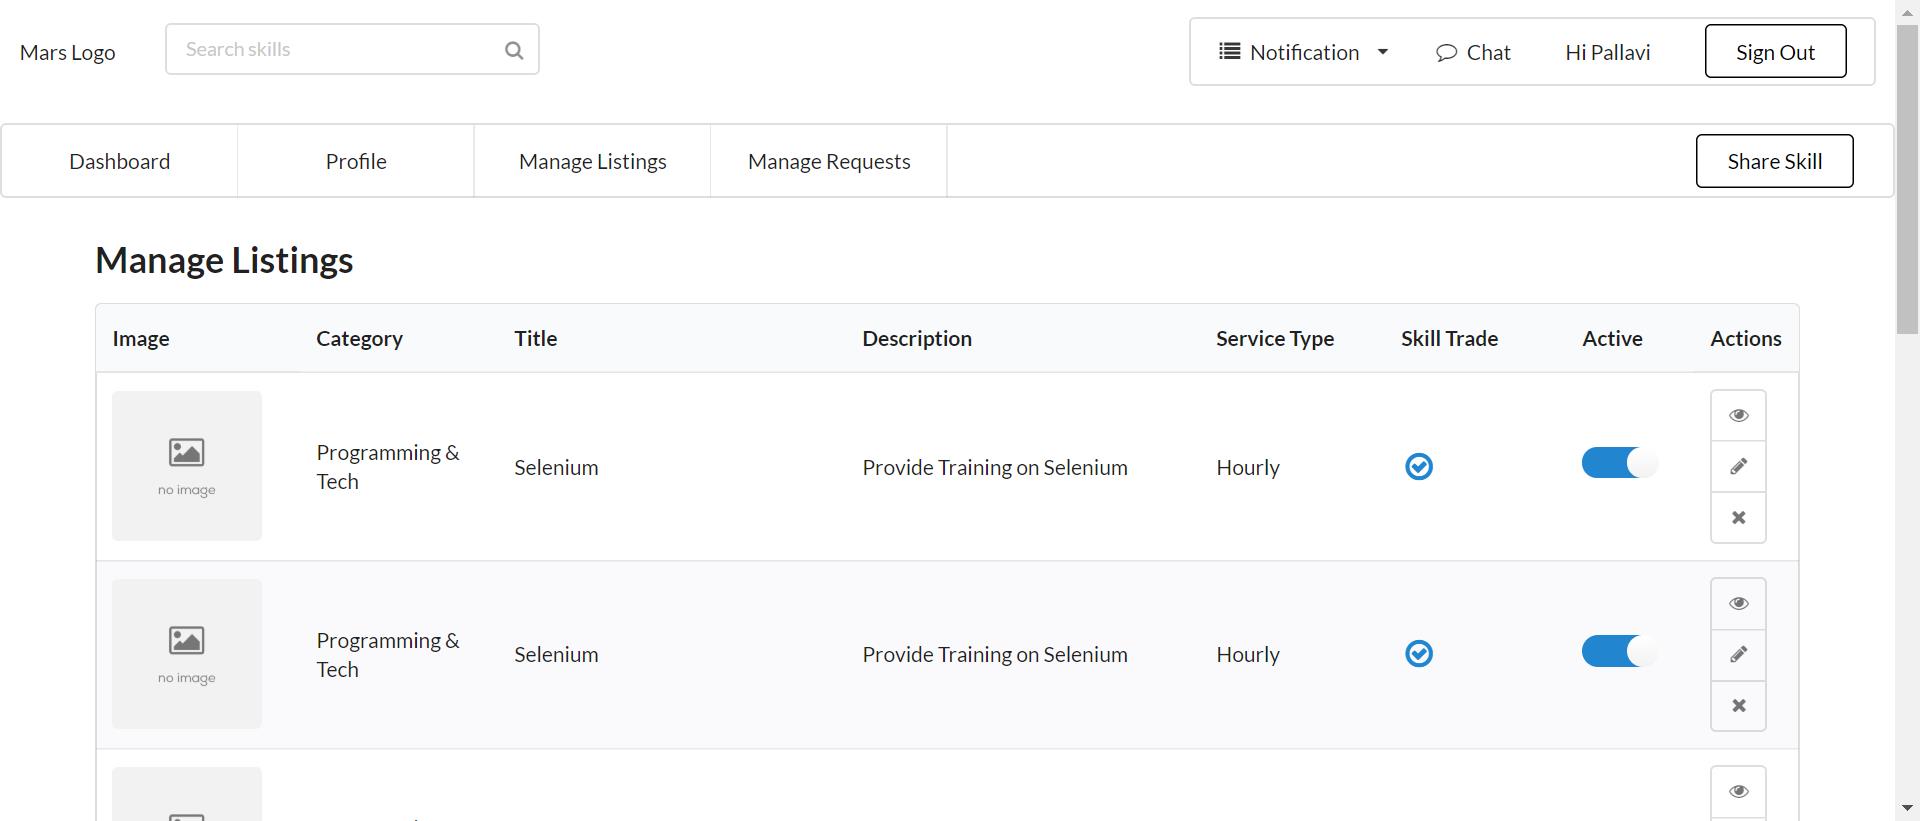 Mars Logo
Search skills
Notification
Chat
Hi Pallavi
Sign Out
Dashboard
Profile
Manage Listings
Manage Requests
Share Skill
Manage Listings
Image
Category
Title
Description
Service Type
Skill Trade
Active
Actions
no image
Programming &
Tech
Selenium
Provide Training on Selenium
Hourly
no image
Programming &
Tech
Selenium
Provide Training on Selenium
Hourly